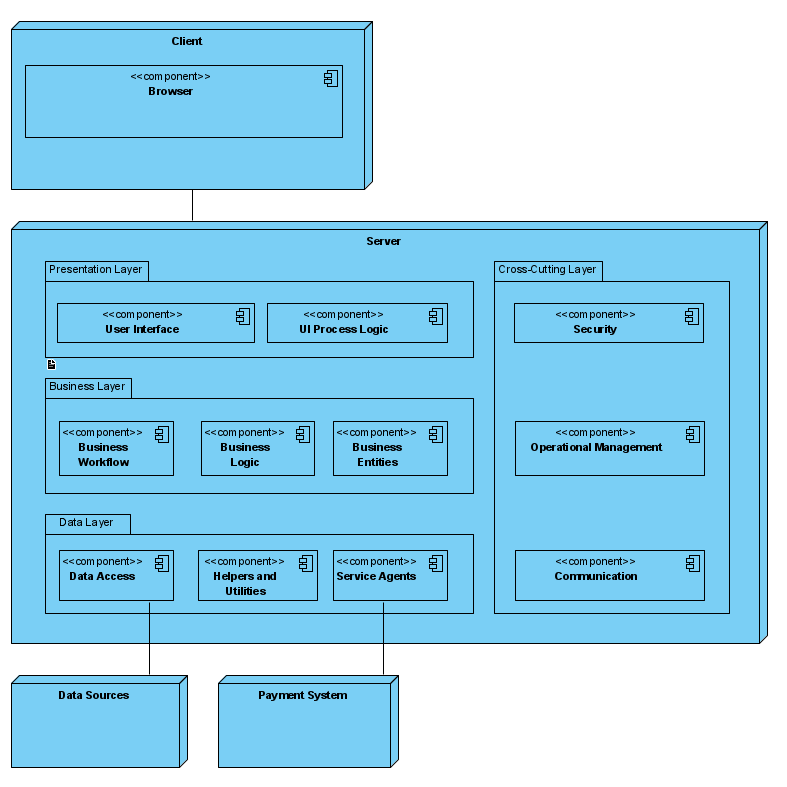 Client
<<component>>
Browser
Server
Presentation Layer
<<component>>
User Interface
<<component>>
UI Process Logic
Cross-Cutting Layer
<<component>>
Security
Business Layer
<<component>>
Business
Workflow
<<component>>
Business
Logic
<<component>>
Business
Entities
<<component>>
Operational Management
Data Layer
<<component>>
Data Access
<<component>>
Helpers and
Utilities
<<component>>
Service Agents
<<component>>
Communication
Data Sources
Payment System